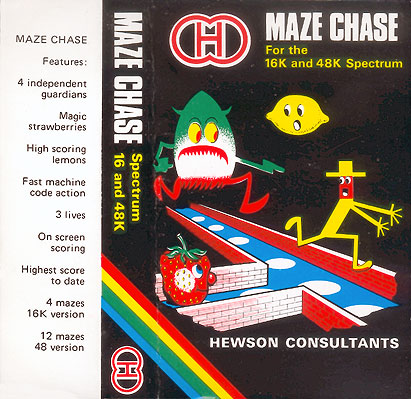 MAZE CHASE
Features:
4 independent
guardians
Magic
strawberries
High scoring
lemons
Fast machine
code action
3 lives
On screen
scoring
Highest score
to date
4 mazes
16K version
12 mazes
48 version
MAZE CHASE
Spectrum
16 and 48K
H
H
MAZE CHASE
For the
16K and 48K Spectrum
HEWSON CONSULTANTS